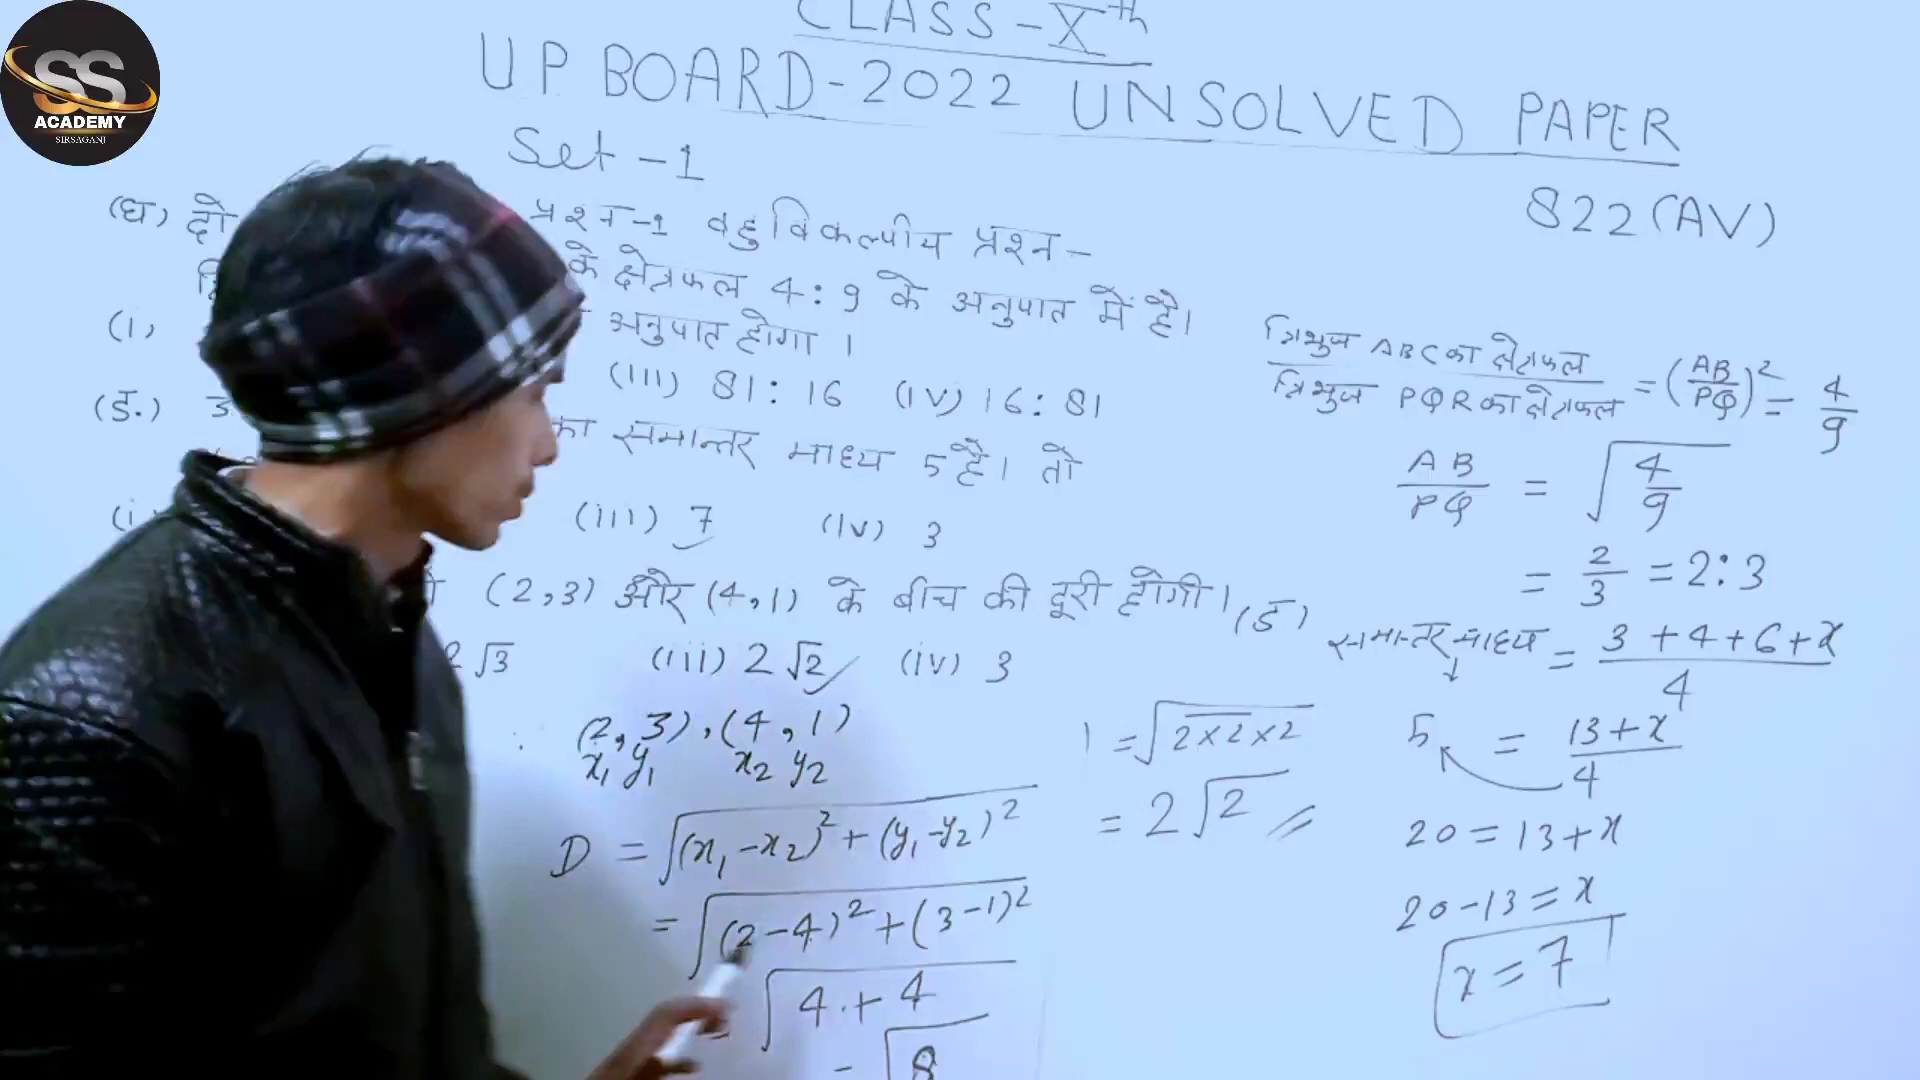 SS
ACADEMY
SIRSAGANJ
CLASS - Xth
UP BOARD - 2022 UNSOLVED PAPER
Set - 1
822 (AV)
प्रश्न-1 बहुविकल्पीय प्रश्न -
(घ) दो के क्षेत्रफल 4 : 9 के अनुपात में है।
अनुपात होगा ।
(i) (iii) 81 : 16 (iv) 16 : 81
(ड.) 3 का समान्तर माध्य 5 है। तो
(iii) 7 (iv) 3
(2,3) और (4,1) के बीच की दूरी होगी।
2√3 (iii) 2√2 (iv) 3
(2, 3), (4, 1)
x₁ y₁ x₂ y₂
D = √(x₁-x₂)² + (y₁-y₂)²
= √(2-4)² + (3-1)²
= √4 + 4
= √8
= √2×2×2
= 2√2
त्रिभुज ABC का क्षेत्रफल / त्रिभुज PQR का क्षेत्रफल = (AB/PQ)² = 4/9
AB/PQ = √4/9
= 2/3 = 2:3
(ड) समान्तर माध्य = 3+4+6+x / 4
5 = 13+x / 4
20 = 13+x
20-13 = x
x = 7